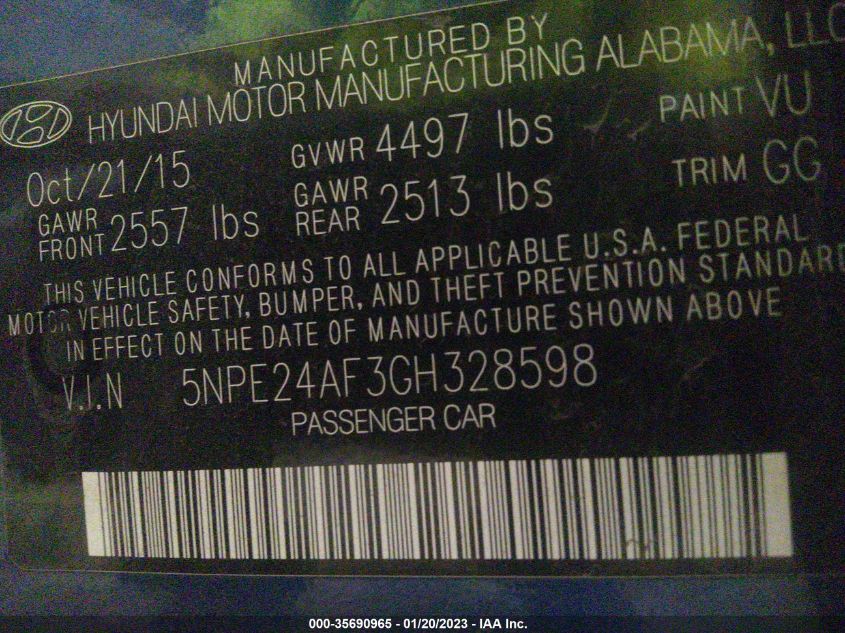 MANUFACTURED BY
HYUNDAI MOTOR MANUFACTURING ALABAMA, LLC
Oct/21/15 GVWR 4497 lbs PAINT VU
GAWR FRONT 2557 lbs GAWR REAR 2513 lbs TRIM GG
THIS VEHICLE CONFORMS TO ALL APPLICABLE U.S.A. FEDERAL
MOTOR VEHICLE SAFETY, BUMPER, AND THEFT PREVENTION STANDARD
IN EFFECT ON THE DATE OF MANUFACTURE SHOWN ABOVE
V.I.N 5NPE24AF3GH328598
PASSENGER CAR
000-35690965 - 01/20/2023 - IAA Inc.